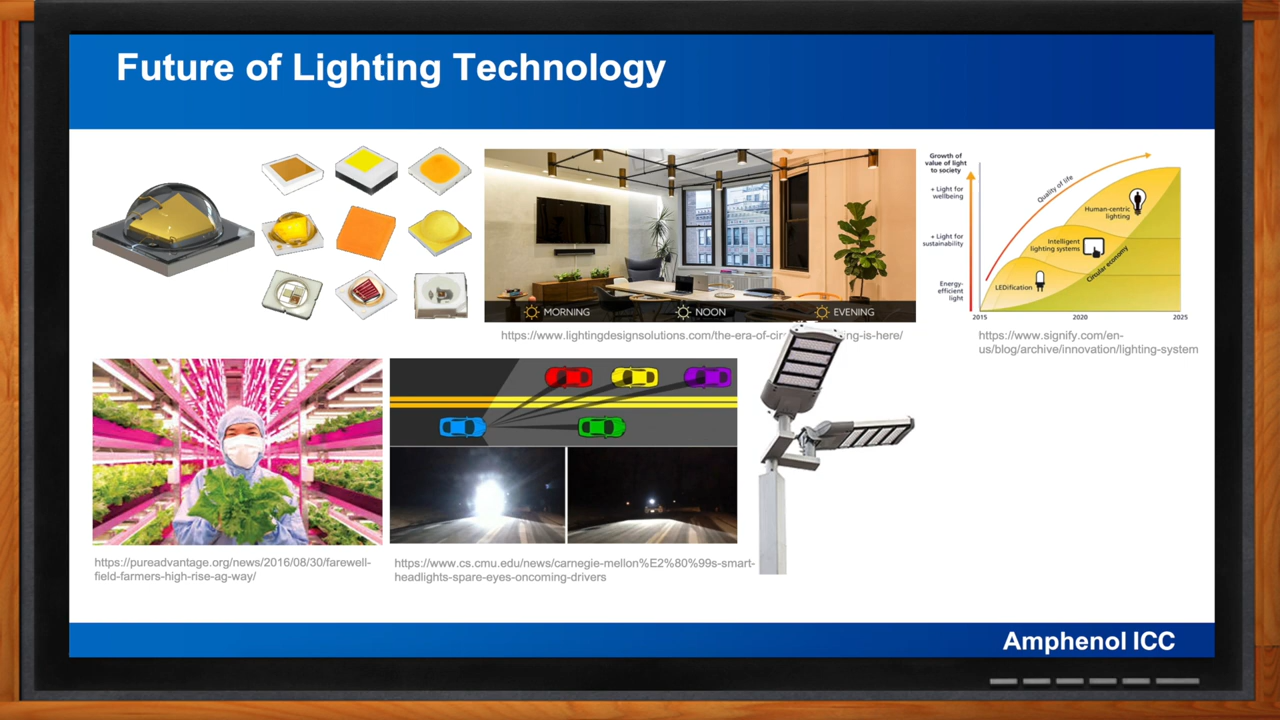 Future of Lighting Technology
MORNING
NOON
EVENING
https://www.lightingdesignsolutions.com/the-era-of-cir
ing-is-here/
Growth of
value of light
to society
+ Light for
wellbeing
+ Light for
sustainability
Energy-
efficient
light
Quality of life
Human-centric
lighting
Intelligent
lighting systems
Circular economy
LEDification
2015
2020
2025
https://www.signify.com/en-
us/blog/archive/innovation/lighting-system
https://pureadvantage.org/news/2016/08/30/farewell-
field-farmers-high-rise-ag-way/
https://www.cs.cmu.edu/news/carnegie-mellon%E2%80%99s-smart-
headlights-spare-eyes-oncoming-drivers
Amphenol ICC